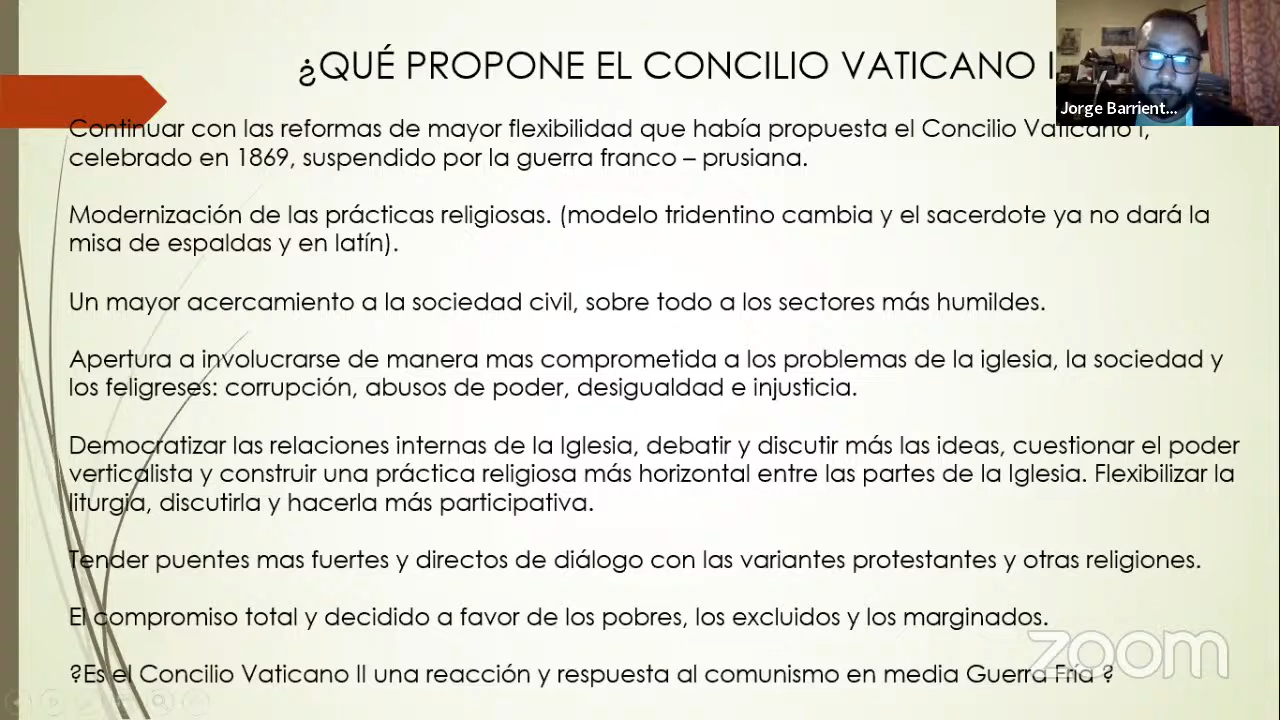 ¿QUÉ PROPONE EL CONCILIO VATICANO I
Jorge Barrient...
Continuar con las reformas de mayor flexibilidad que había propuesta el Concilio Vaticano I,
celebrado en 1869, suspendido por la guerra franco – prusiana.
Modernización de las prácticas religiosas. (modelo tridentino cambia y el sacerdote ya no dará la
misa de espaldas y en latín).
Un mayor acercamiento a la sociedad civil, sobre todo a los sectores más humildes.
Apertura a involucrarse de manera mas comprometida a los problemas de la iglesia, la sociedad y
los feligreses: corrupción, abusos de poder, desigualdad e injusticia.
Democratizar las relaciones internas de la Iglesia, debatir y discutir más las ideas, cuestionar el poder
verticalista y construir una práctica religiosa más horizontal entre las partes de la Iglesia. Flexibilizar la
liturgia, discutirla y hacerla más participativa.
Tender puentes mas fuertes y directos de diálogo con las variantes protestantes y otras religiones.
El compromiso total y decidido a favor de los pobres, los excluidos y los marginados.
?Es el Concilio Vaticano II una reacción y respuesta al comunismo en media Guerra Fría ?
zoom